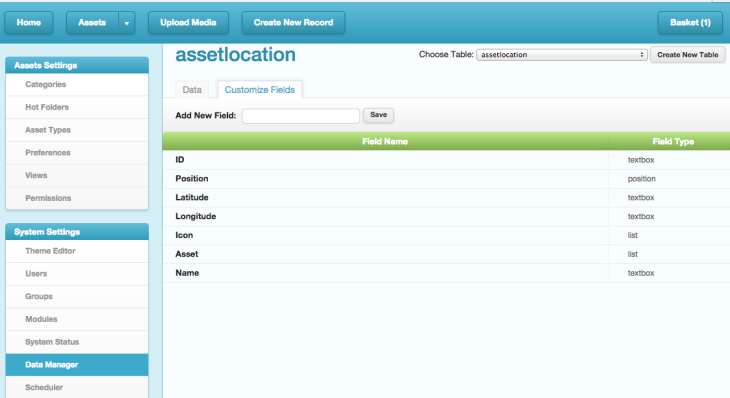 Home Assets Upload Media Create New Record Basket (1)
assetlocation Choose Table: assetlocation Create New Table
Assets Settings
Categories
Hot Folders
Asset Types
Preferences
Views
Permissions
System Settings
Theme Editor
Users
Groups
Modules
System Status
Data Manager
Scheduler
Data Customize Fields
Add New Field: Save
Field Name Field Type
ID textbox
Position position
Latitude textbox
Longitude textbox
Icon list
Asset list
Name textbox